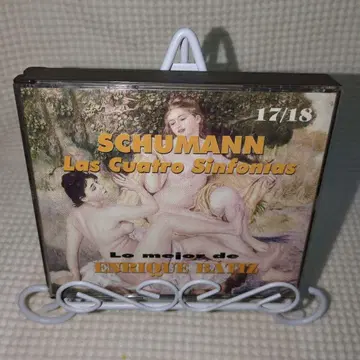 17/18
SCHUMANN
Las Cuatro Sinfonías
Lo mejor de
ENRIQUE BÁTIZ